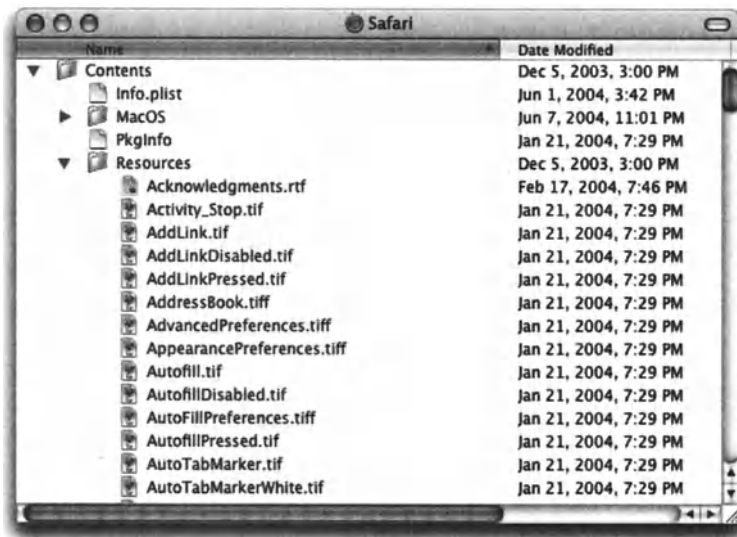 Safari
Name Date Modified
Contents Dec 5, 2003, 3:00 PM
Info.plist Jun 1, 2004, 3:42 PM
MacOS Jun 7, 2004, 11:01 PM
PkgInfo Jan 21, 2004, 7:29 PM
Resources Dec 5, 2003, 3:00 PM
Acknowledgments.rtf Feb 17, 2004, 7:46 PM
Activity_Stop.tif Jan 21, 2004, 7:29 PM
AddLink.tif Jan 21, 2004, 7:29 PM
AddLinkDisabled.tif Jan 21, 2004, 7:29 PM
AddLinkPressed.tif Jan 21, 2004, 7:29 PM
AddressBook.tiff Jan 21, 2004, 7:29 PM
AdvancedPreferences.tiff Jan 21, 2004, 7:29 PM
AppearancePreferences.tiff Jan 21, 2004, 7:29 PM
Autofill.tif Jan 21, 2004, 7:29 PM
AutofillDisabled.tif Jan 21, 2004, 7:29 PM
AutoFillPreferences.tiff Jan 21, 2004, 7:29 PM
AutofillPressed.tif Jan 21, 2004, 7:29 PM
AutoTabMarker.tif Jan 21, 2004, 7:29 PM
AutoTabMarkerWhite.tif Jan 21, 2004, 7:29 PM